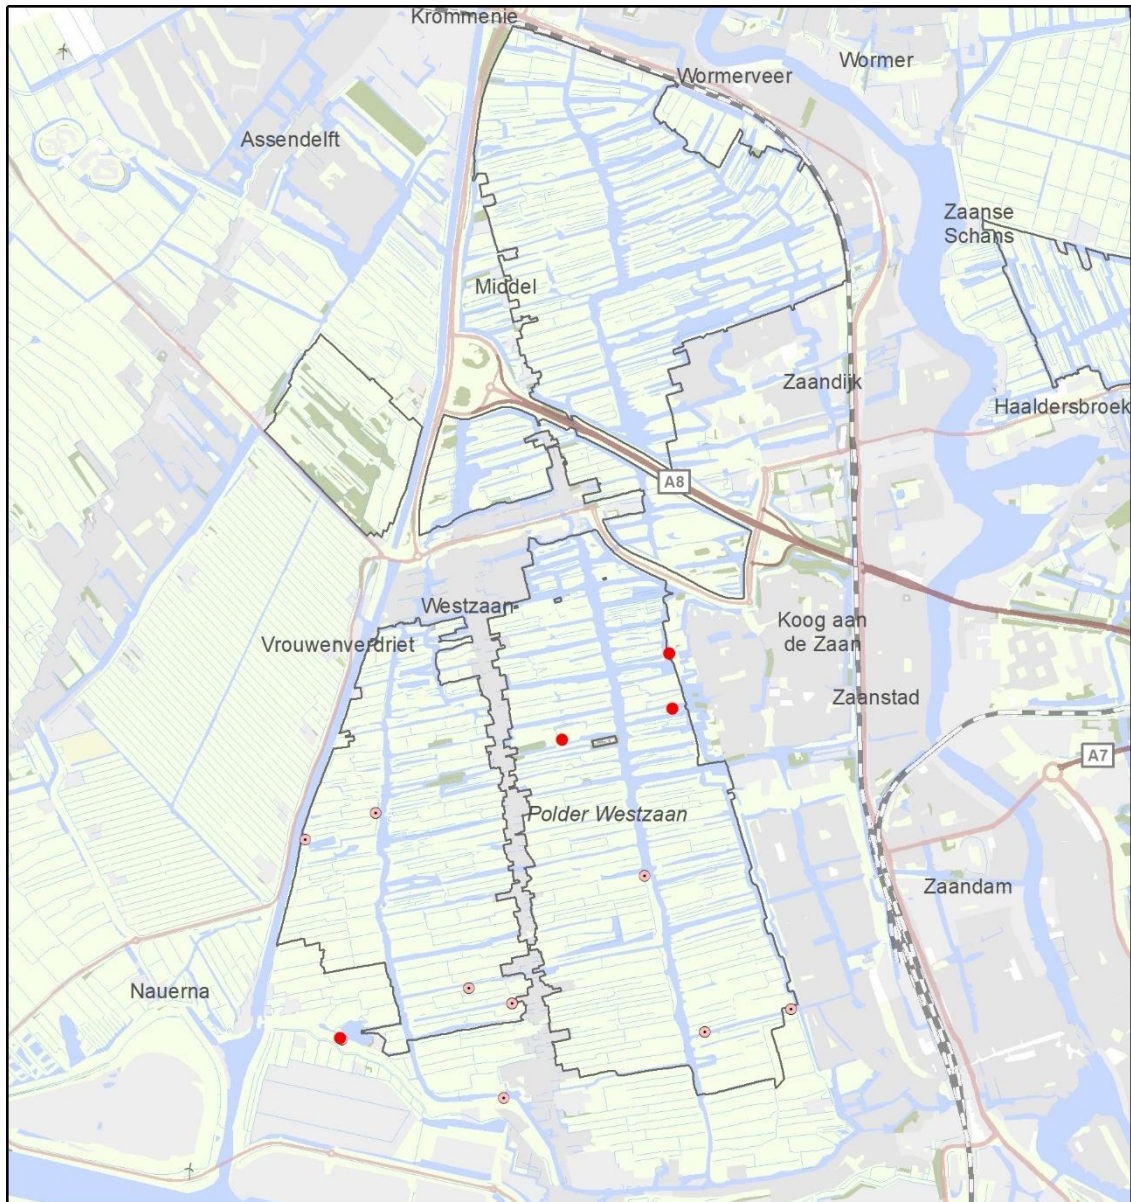 Krommenie
Wormer
Wormerveer
Assendelft
Zaanse
Schans
Middel
Zaandijk
Haaldersbroek
A8
Westzaan
Koog aan
de Zaan
Vrouwenverdriet
Zaanstad
A7
Polder Westzaan
Zaandam
Nauerna